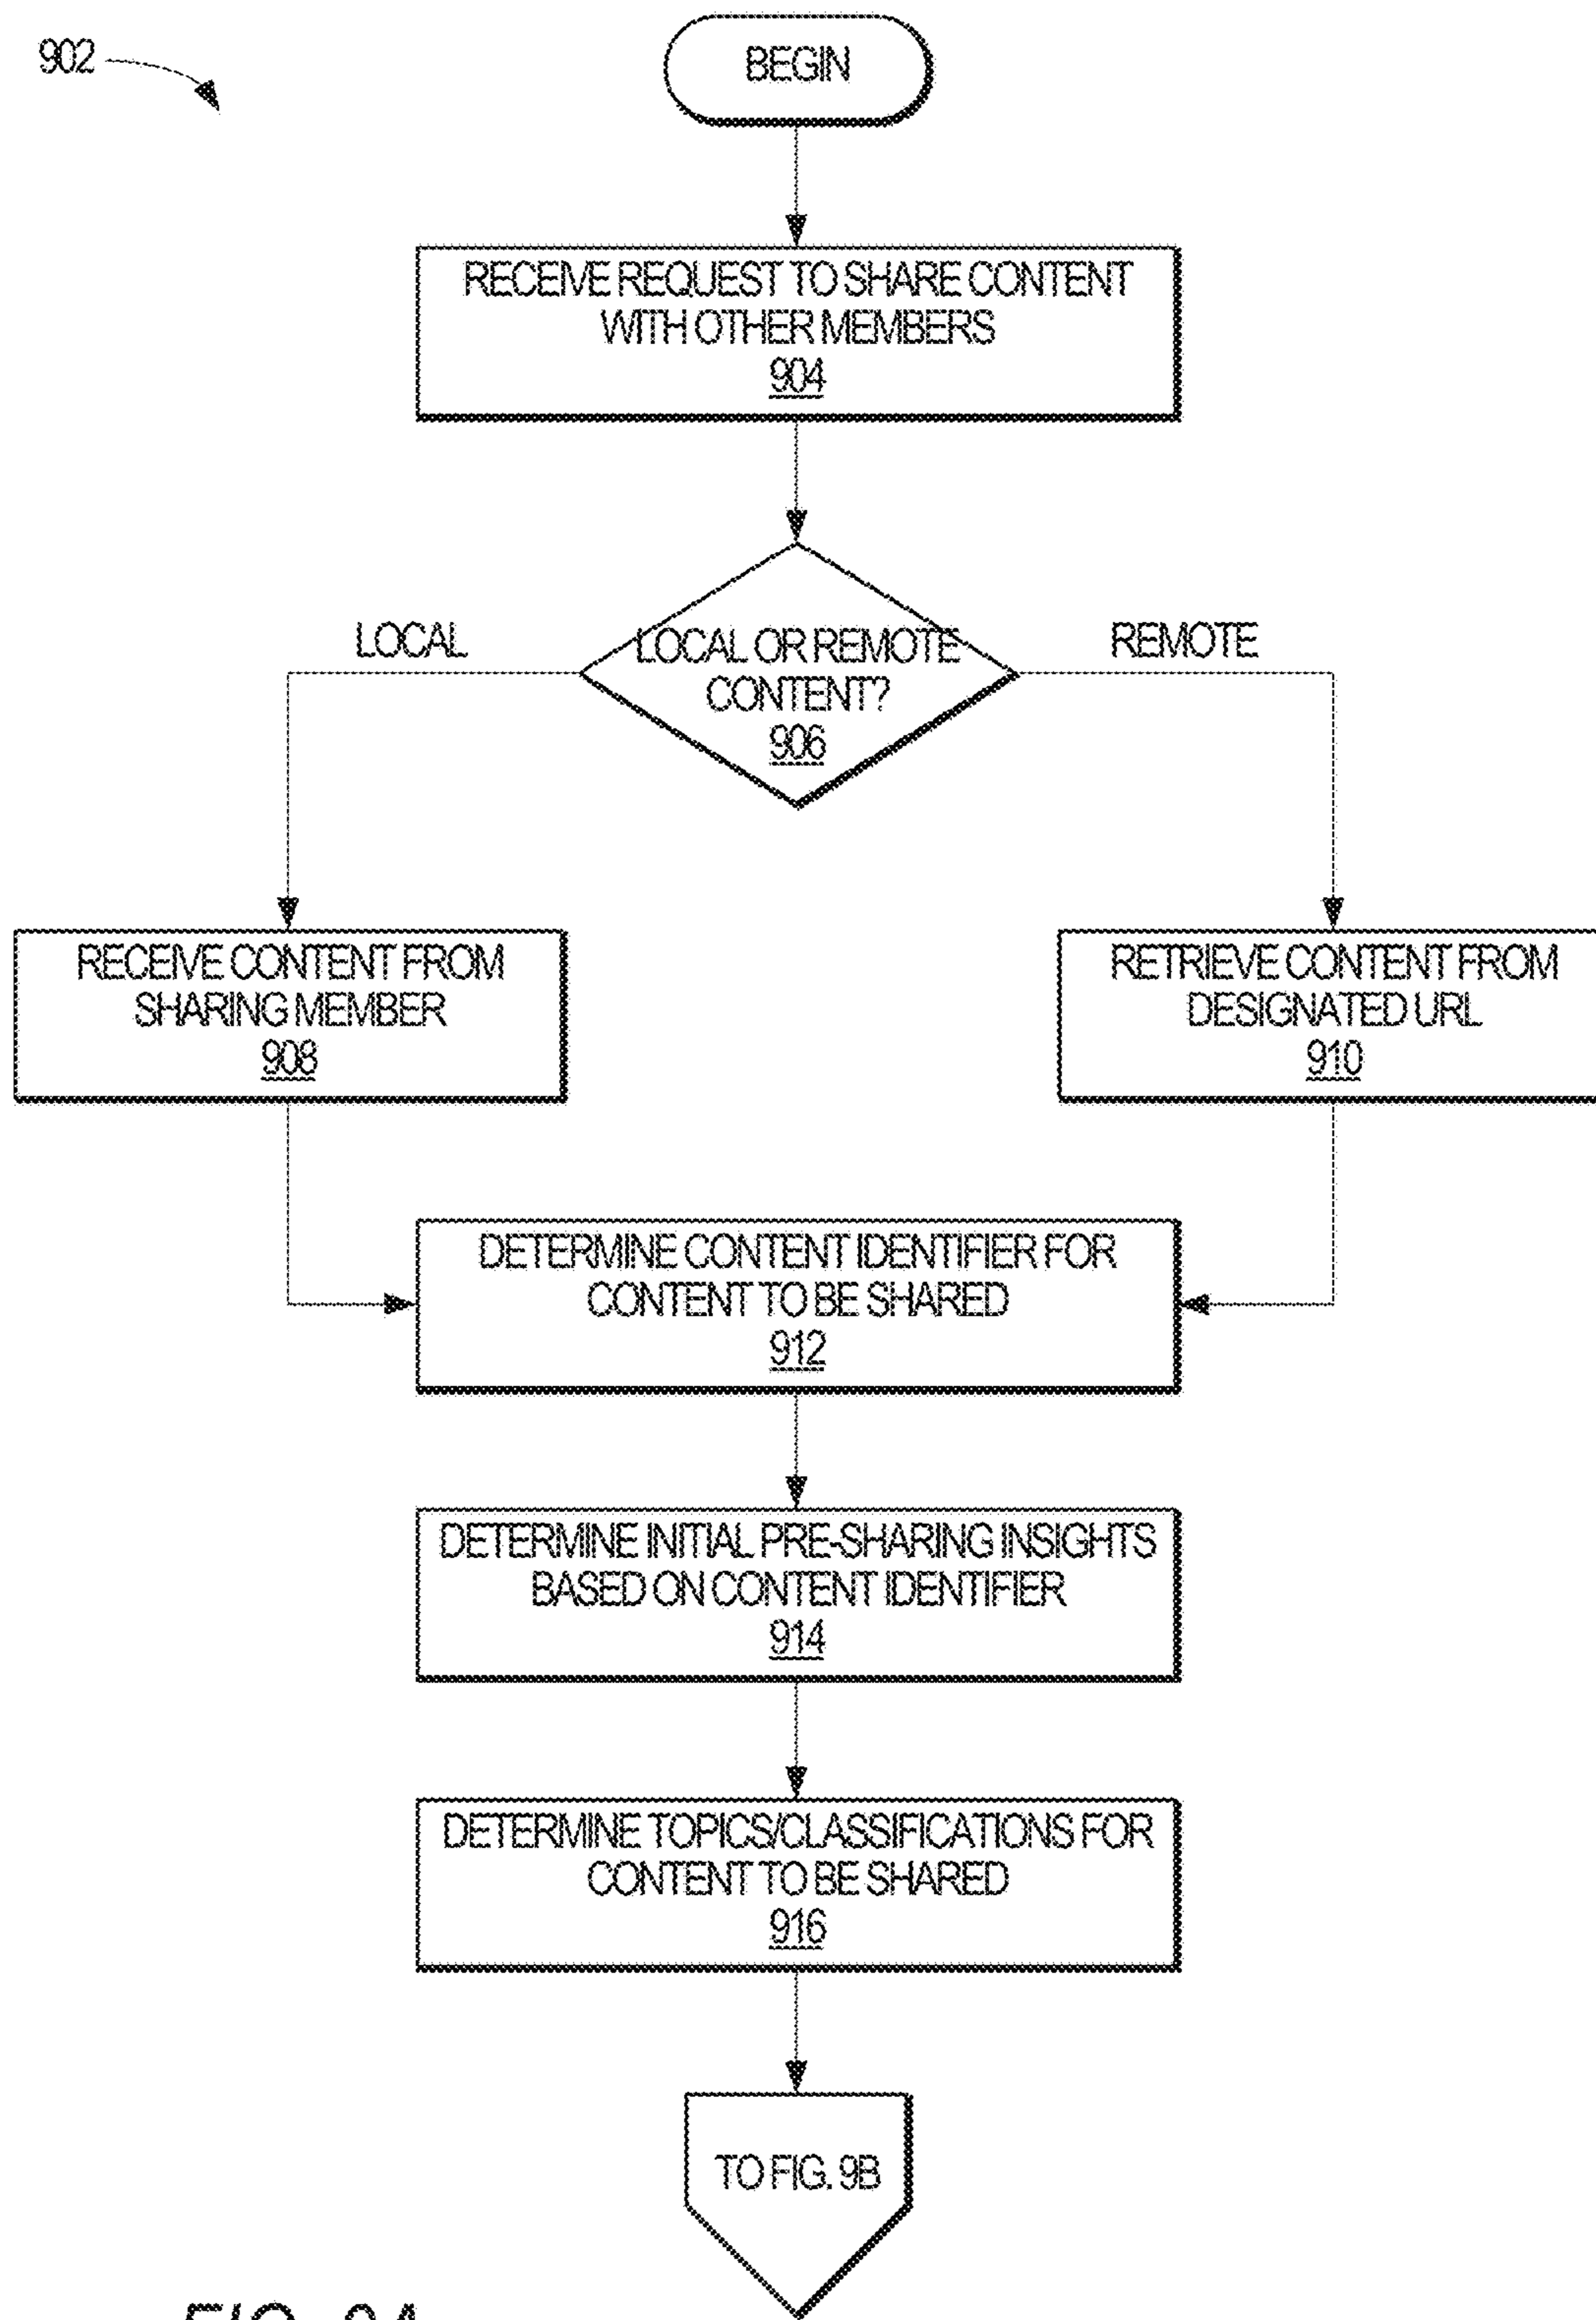 902
BEGIN
RECEIVE REQUEST TO SHARE CONTENT
WITH OTHER MEMBERS
904
LOCAL
LOCAL OR REMOTE
CONTENT?
906
REMOTE
RECEIVE CONTENT FROM
SHARING MEMBER
908
RETRIEVE CONTENT FROM
DESIGNATED URL
910
DETERMINE CONTENT IDENTIFIER FOR
CONTENT TO BE SHARED
912
DETERMINE INITIAL PRE-SHARING INSIGHTS
BASED ON CONTENT IDENTIFIER
914
DETERMINE TOPICS/CLASSIFICATIONS FOR
CONTENT TO BE SHARED
916
TO FIG. 9B
FIG. 9A